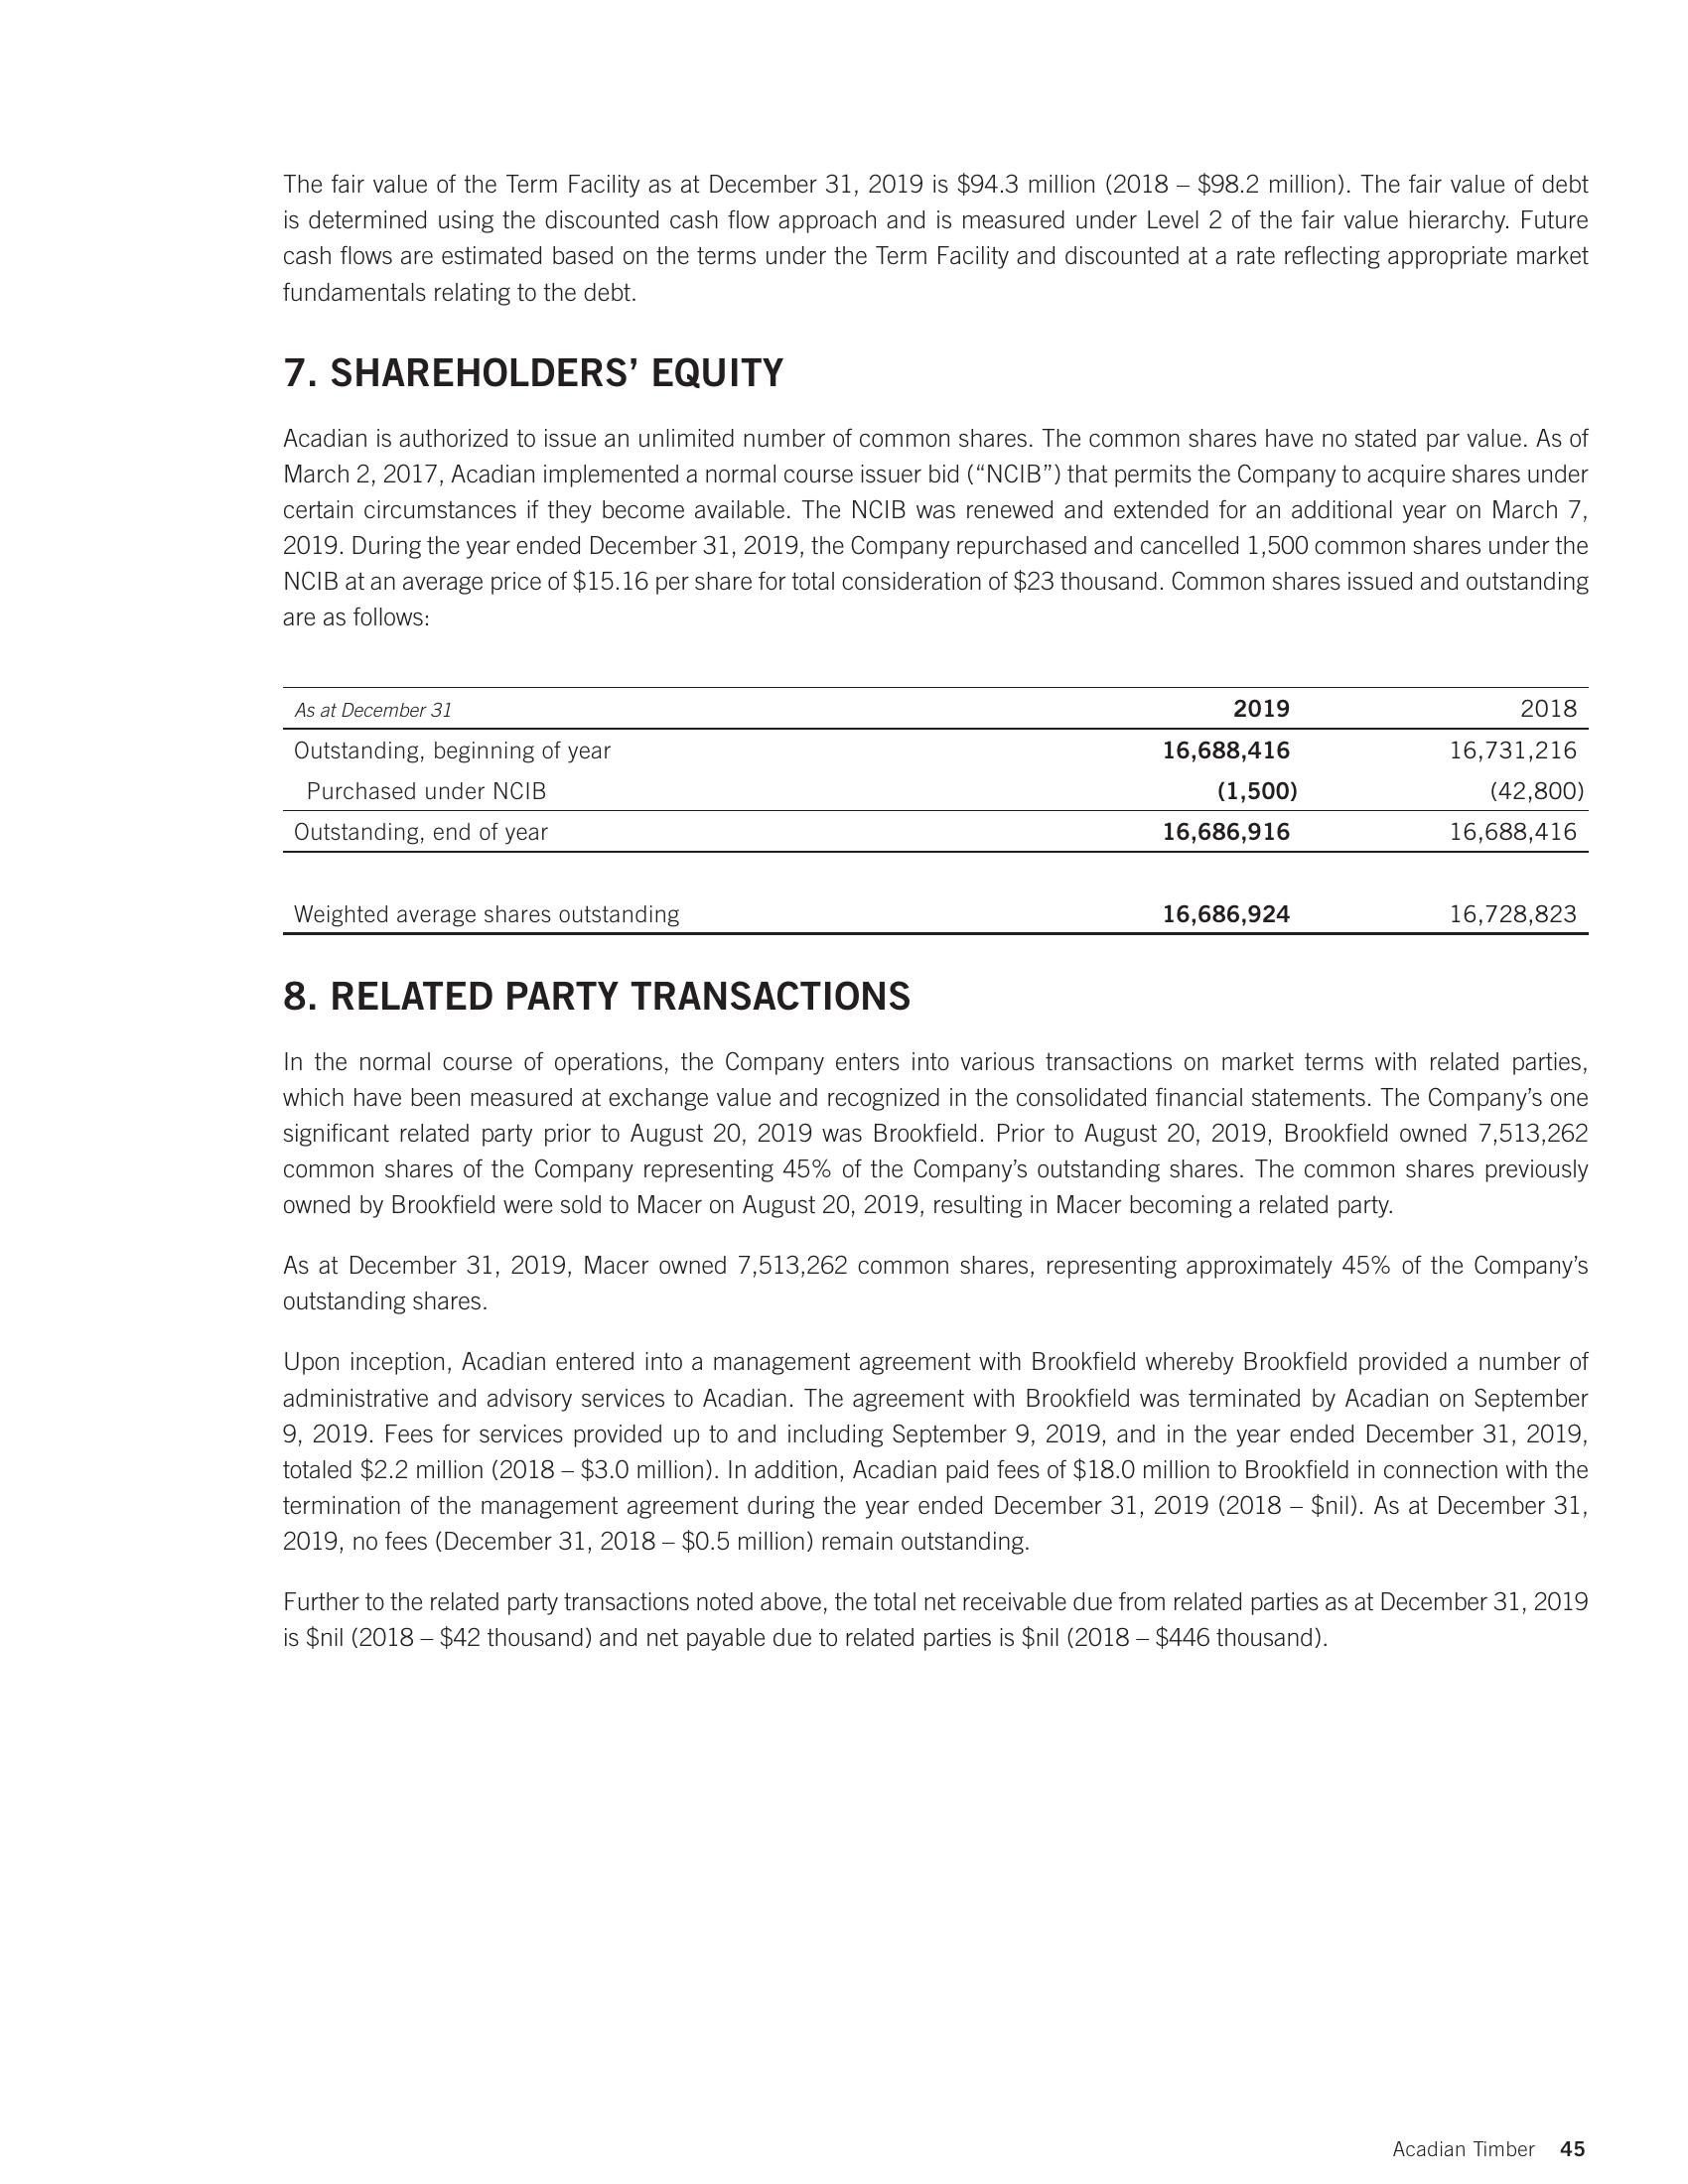 The fair value of the Term Facility as at December 31, 2019 is $94.3 million (2018 – $98.2 million). The fair value of debt
is determined using the discounted cash flow approach and is measured under Level 2 of the fair value hierarchy. Future
cash flows are estimated based on the terms under the Term Facility and discounted at a rate reflecting appropriate market
fundamentals relating to the debt.
7. SHAREHOLDERS’ EQUITY
Acadian is authorized to issue an unlimited number of common shares. The common shares have no stated par value. As of
March 2, 2017, Acadian implemented a normal course issuer bid (“NCIB”) that permits the Company to acquire shares under
certain circumstances if they become available. The NCIB was renewed and extended for an additional year on March 7,
2019. During the year ended December 31, 2019, the Company repurchased and cancelled 1,500 common shares under the
NCIB at an average price of $15.16 per share for total consideration of $23 thousand. Common shares issued and outstanding
are as follows:
As at December 31 2019 2018
Outstanding, beginning of year 16,688,416 16,731,216
Purchased under NCIB (1,500) (42,800)
Outstanding, end of year 16,686,916 16,688,416
Weighted average shares outstanding 16,686,924 16,728,823
8. RELATED PARTY TRANSACTIONS
In the normal course of operations, the Company enters into various transactions on market terms with related parties,
which have been measured at exchange value and recognized in the consolidated financial statements. The Company’s one
significant related party prior to August 20, 2019 was Brookfield. Prior to August 20, 2019, Brookfield owned 7,513,262
common shares of the Company representing 45% of the Company’s outstanding shares. The common shares previously
owned by Brookfield were sold to Macer on August 20, 2019, resulting in Macer becoming a related party.
As at December 31, 2019, Macer owned 7,513,262 common shares, representing approximately 45% of the Company’s
outstanding shares.
Upon inception, Acadian entered into a management agreement with Brookfield whereby Brookfield provided a number of
administrative and advisory services to Acadian. The agreement with Brookfield was terminated by Acadian on September
9, 2019. Fees for services provided up to and including September 9, 2019, and in the year ended December 31, 2019,
totaled $2.2 million (2018 – $3.0 million). In addition, Acadian paid fees of $18.0 million to Brookfield in connection with the
termination of the management agreement during the year ended December 31, 2019 (2018 – $nil). As at December 31,
2019, no fees (December 31, 2018 – $0.5 million) remain outstanding.
Further to the related party transactions noted above, the total net receivable due from related parties as at December 31, 2019
is $nil (2018 – $42 thousand) and net payable due to related parties is $nil (2018 – $446 thousand).
Acadian Timber 45